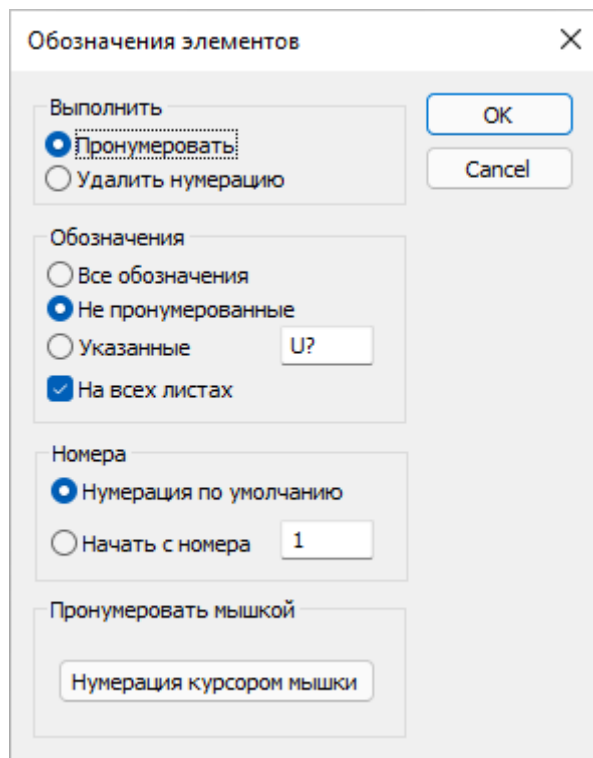 Обозначения элементов
Выполнить
Пронумеровать
Удалить нумерацию
OK
Cancel
Обозначения
Все обозначения
Не пронумерованные
Указанные U?
На всех листах
Номера
Нумерация по умолчанию
Начать с номера 1
Пронумеровать мышкой
Нумерация курсором мышки